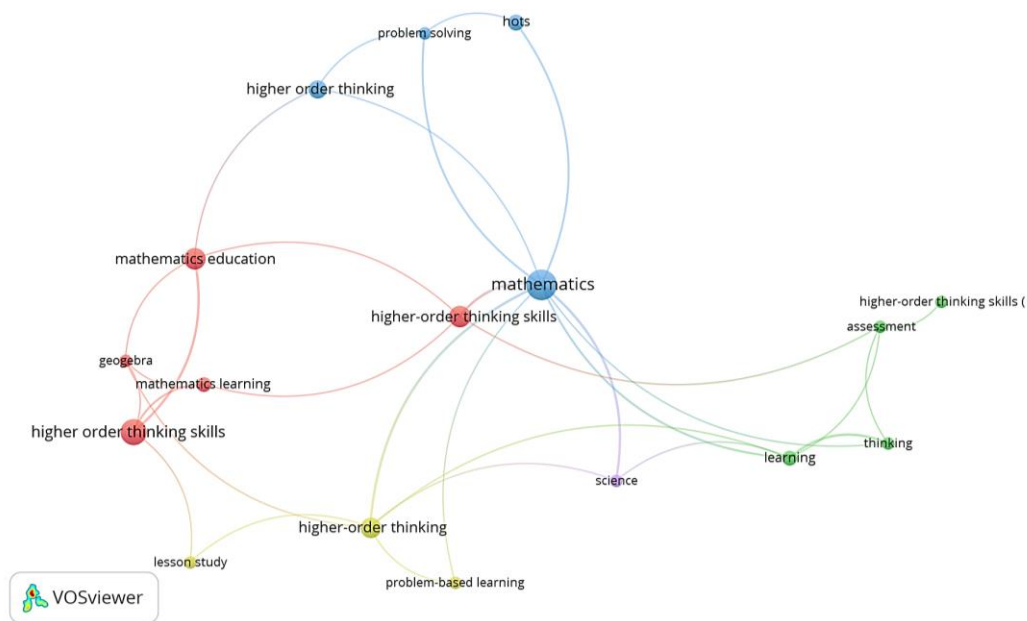 hots
problem solving
higher order thinking
mathematics education
mathematics
higher-order thinking skills (
higher-order thinking skills
assessment
geogebra
mathematics learning
higher order thinking skills
thinking
learning
science
higher-order thinking
lesson study
problem-based learning
VOSviewer